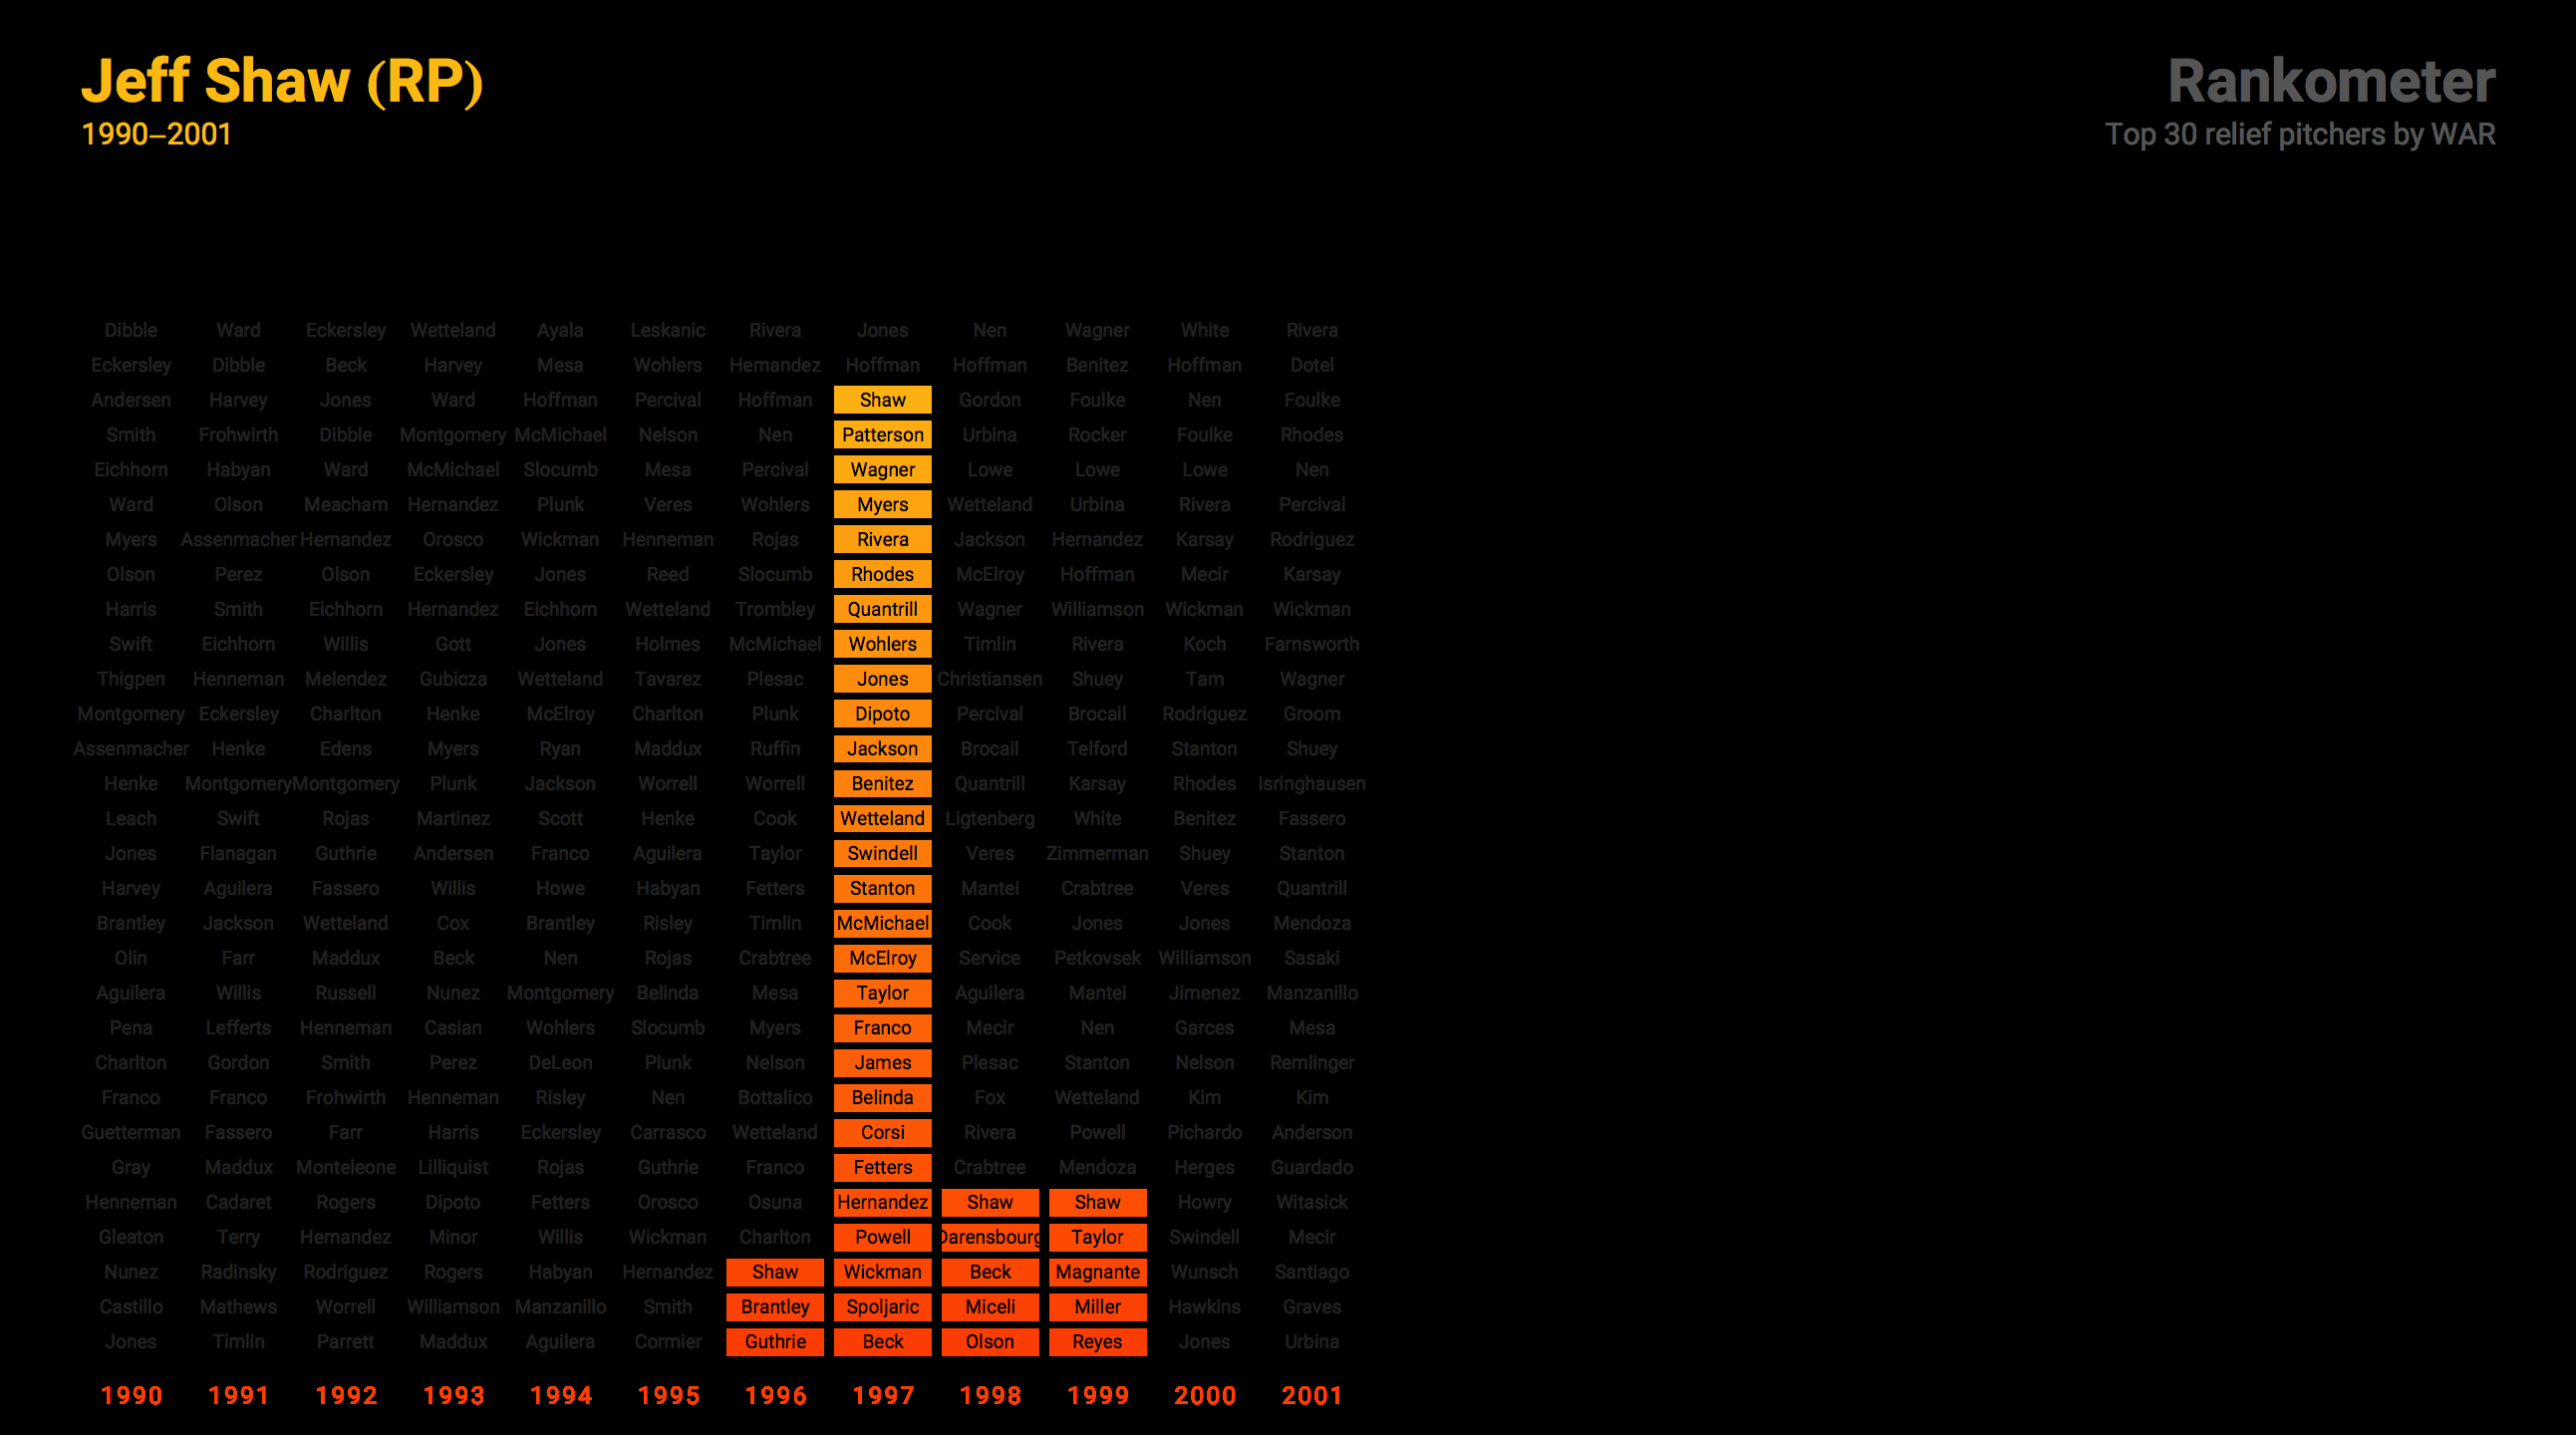 Jeff Shaw (RP)
1990–2001
Rankometer
Top 30 relief pitchers by WAR
Dibble Ward Eckersley Wetteland Ayala Leskanic Rivera Jones Nen Wagner White Rivera
Eckersley Dibble Beck Harvey Mesa Wohlers Hernandez Hoffman Hoffman Benitez Hoffman Dotel
Andersen Harvey Jones Ward Hoffman Percival Hoffman Shaw Gordon Foulke Nen Foulke
Smith Frohwirth Dibble Montgomery McMichael Nelson Nen Patterson Urbina Rocker Foulke Rhodes
Eichhorn Habyan Ward McMichael Slocumb Mesa Percival Wagner Lowe Lowe Lowe Nen
Ward Olson Meacham Hernandez Plunk Veres Wohlers Myers Wetteland Urbina Rivera Percival
Myers Assenmacher Hernandez Orosco Wickman Henneman Rojas Rivera Jackson Hernandez Karsay Rodriguez
Olson Perez Olson Eckersley Jones Reed Slocumb Rhodes McElroy Hoffman Mecir Karsay
Harris Smith Eichhorn Hernandez Eichhorn Wetteland Trombley Quantrill Wagner Williamson Wickman Wickman
Swift Eichhorn Willis Gott Jones Holmes McMichael Wohlers Timlin Rivera Koch Farnsworth
Thigpen Henneman Melendez Gubicza Wetteland Tavarez Plesac Jones Christiansen Shuey Tam Wagner
Montgomery Eckersley Charlton Henke McElroy Charlton Plunk Dipoto Percival Brocail Rodriguez Groom
Assenmacher Henke Edens Myers Ryan Maddux Ruffin Jackson Brocail Telford Stanton Shuey
Henke Montgomery Montgomery Plunk Jackson Worrell Worrell Benitez Quantrill Karsay Rhodes Isringhausen
Leach Swift Rojas Martinez Scott Henke Cook Wetteland Ligtenberg White Benitez Fassero
Jones Flanagan Guthrie Andersen Franco Aguilera Taylor Swindell Veres Zimmerman Shuey Stanton
Harvey Aguilera Fassero Willis Howe Habyan Fetters Stanton Mantei Crabtree Veres Quantrill
Brantley Jackson Wetteland Cox Brantley Risley Timlin McMichael Cook Jones Jones Mendoza
Olin Farr Maddux Beck Nen Rojas Crabtree McElroy Service Petkovsek Williamson Sasaki
Aguilera Willis Russell Nunez Montgomery Belinda Mesa Taylor Aguilera Mantei Jimenez Manzanillo
Pena Lefferts Henneman Casian Wohlers Slocumb Myers Franco Mecir Nen Garces Mesa
Charlton Gordon Smith Perez DeLeon Plunk Nelson James Plesac Stanton Nelson Remlinger
Franco Franco Frohwirth Henneman Risley Nen Bottalico Belinda Fox Wetteland Kim Kim
Guetterman Fassero Farr Harris Eckersley Carrasco Wetteland Corsi Rivera Powell Pichardo Anderson
Gray Maddux Monteleone Lilliquist Rojas Guthrie Franco Fetters Crabtree Mendoza Herges Guardado
Henneman Cadaret Rogers Dipoto Fetters Orosco Osuna Hernandez Shaw Shaw Howry Witasick
Gleaton Terry Hernandez Minor Willis Wickman Charlton Powell Darensbourg Taylor Swindell Mecir
Nunez Radinsky Rodriguez Rogers Habyan Hernandez Shaw Wickman Beck Magnante Wunsch Santiago
Castillo Mathews Worrell Williamson Manzanillo Smith Brantley Spoljaric Miceli Miller Hawkins Graves
Jones Timlin Parrett Maddux Aguilera Cormier Guthrie Beck Olson Reyes Jones Urbina
1990 1991 1992 1993 1994 1995 1996 1997 1998 1999 2000 2001